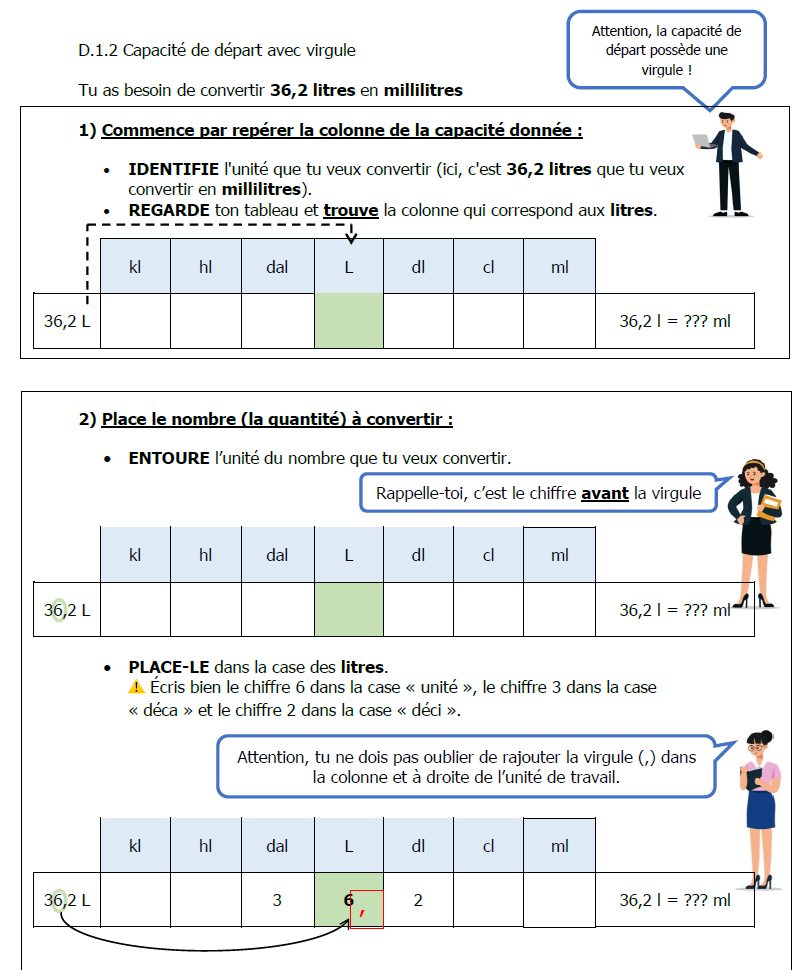 Attention, la capacité de
départ possède une
virgule !
D.1.2 Capacité de départ avec virgule
Tu as besoin de convertir 36,2 litres en millilitres
1) Commence par repérer la colonne de la capacité donnée :
• IDENTIFIE l'unité que tu veux convertir (ici, c'est 36,2 litres que tu veux
convertir en millilitres).
• REGARDE ton tableau et trouve la colonne qui correspond aux litres.
kl hl dal L dl cl ml
36,2 L 36,2 l = ??? ml
2) Place le nombre (la quantité) à convertir :
• ENTOURE l’unité du nombre que tu veux convertir.
Rappelle-toi, c’est le chiffre avant la virgule
kl hl dal L dl cl ml
36,2 L 36,2 l = ??? ml
• PLACE-LE dans la case des litres.
⚠ Écris bien le chiffre 6 dans la case « unité », le chiffre 3 dans la case
« déca » et le chiffre 2 dans la case « déci ».
Attention, tu ne dois pas oublier de rajouter la virgule (,) dans
la colonne et à droite de l’unité de travail.
kl hl dal L dl cl ml
36,2 L 3 6 , 2 36,2 l = ??? ml